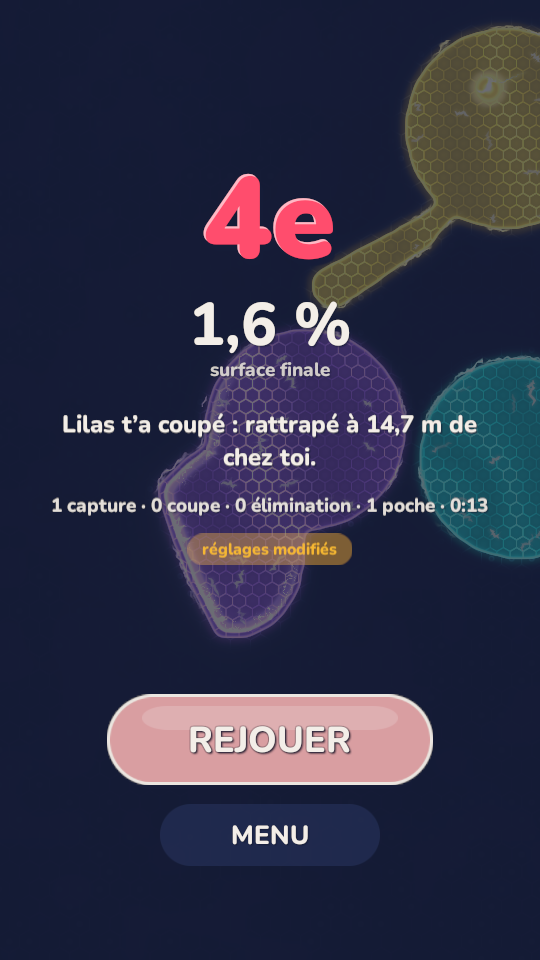 4e
1,6 %
surface finale
Lilas t’a coupé : rattrapé à 14,7 m de
chez toi.
1 capture · 0 coupe · 0 élimination · 1 poche · 0:13
réglages modifiés
REJOUER
MENU